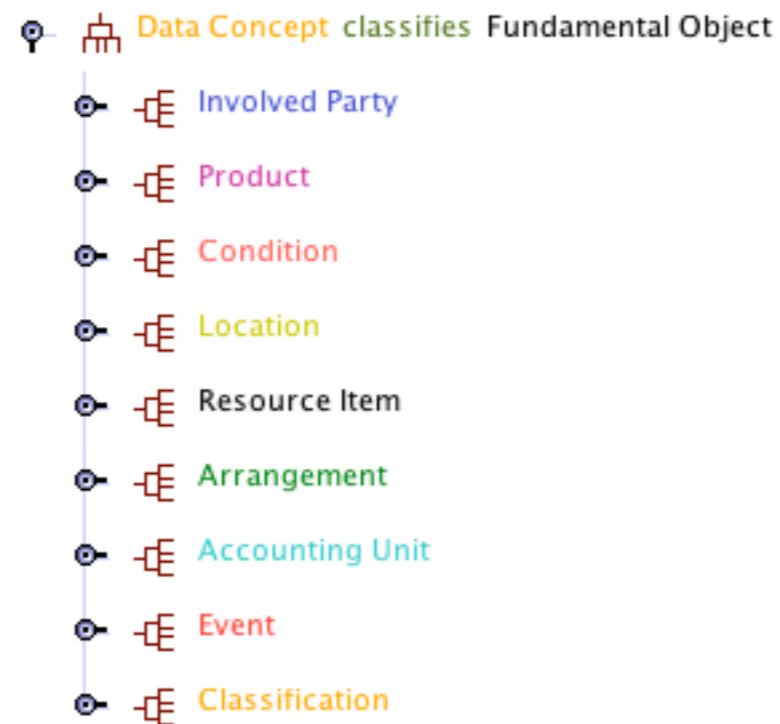 Data Concept classifies Fundamental Object
Involved Party
Product
Condition
Location
Resource Item
Arrangement
Accounting Unit
Event
Classification